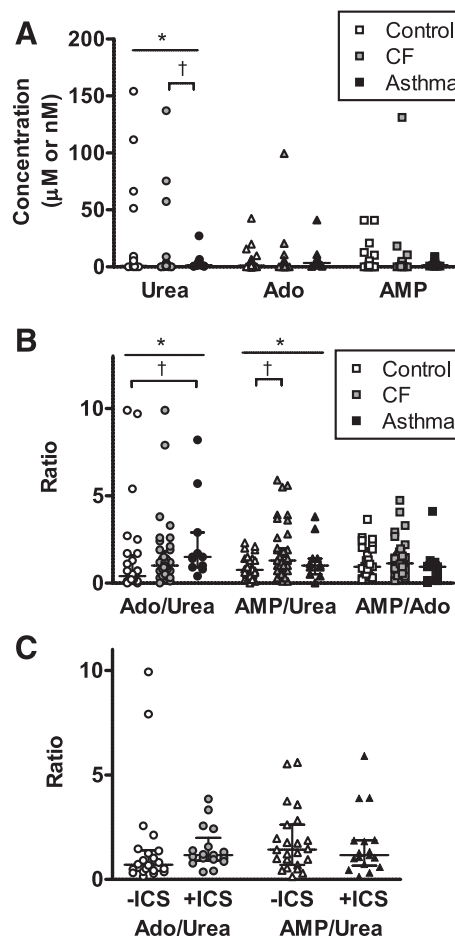 A
200
150
100
50
0
Concentration
(μM or nM)
Control
CF
Asthma
*
†
Urea Ado AMP
B
10
5
0
Ratio
Control
CF
Asthma
* *
† †
Ado/Urea AMP/Urea AMP/Ado
C
10
5
0
Ratio
-ICS +ICS -ICS +ICS
Ado/Urea AMP/Urea